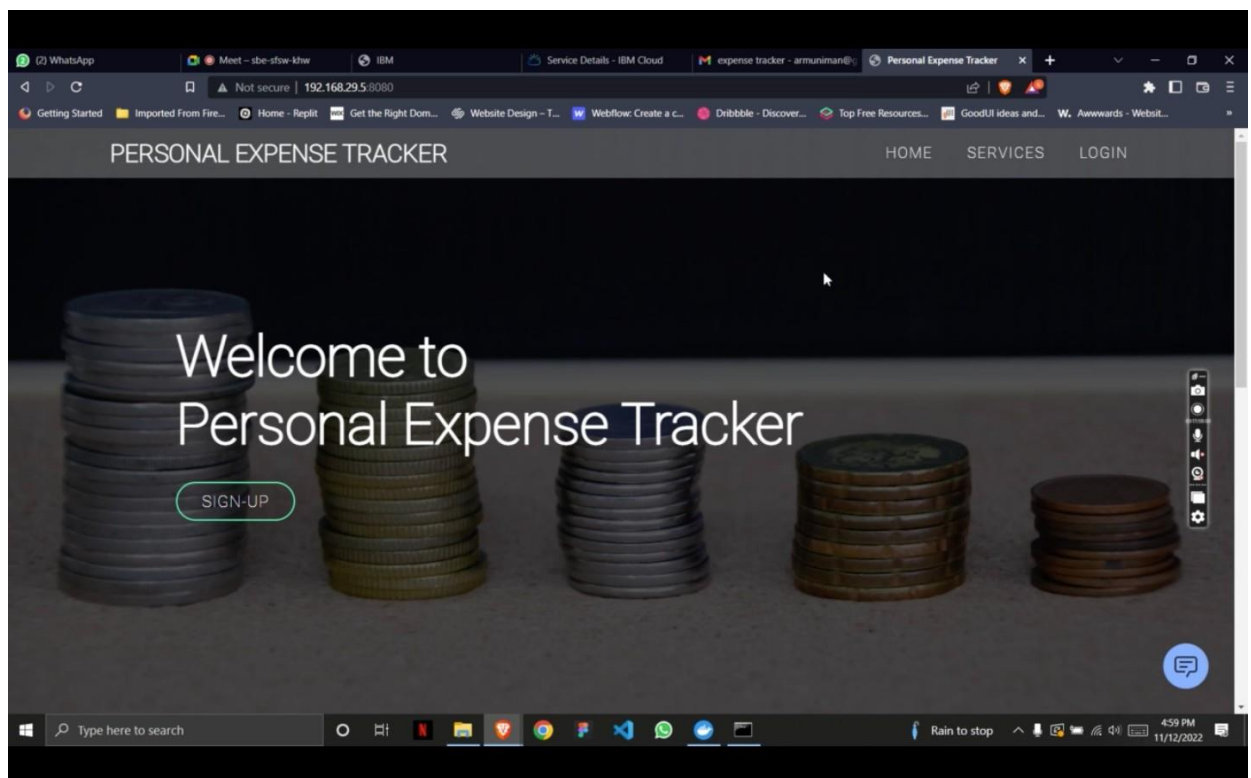 (2) WhatsApp
Meet – sbe-sfsw-khw
IBM
Service Details - IBM Cloud
expense tracker - armuniman@g
Personal Expense Tracker
Not secure | 192.168.29.5:8080
Getting Started
Imported From Fire...
Home - Replit
Get the Right Dom...
Website Design – T...
Webflow: Create a c...
Dribbble - Discover...
Top Free Resources...
GoodUI ideas and...
Awwwards - Websit...
PERSONAL EXPENSE TRACKER
HOME
SERVICES
LOGIN
Welcome to
Personal Expense Tracker
SIGN-UP
Type here to search
Rain to stop
4:59 PM
11/12/2022